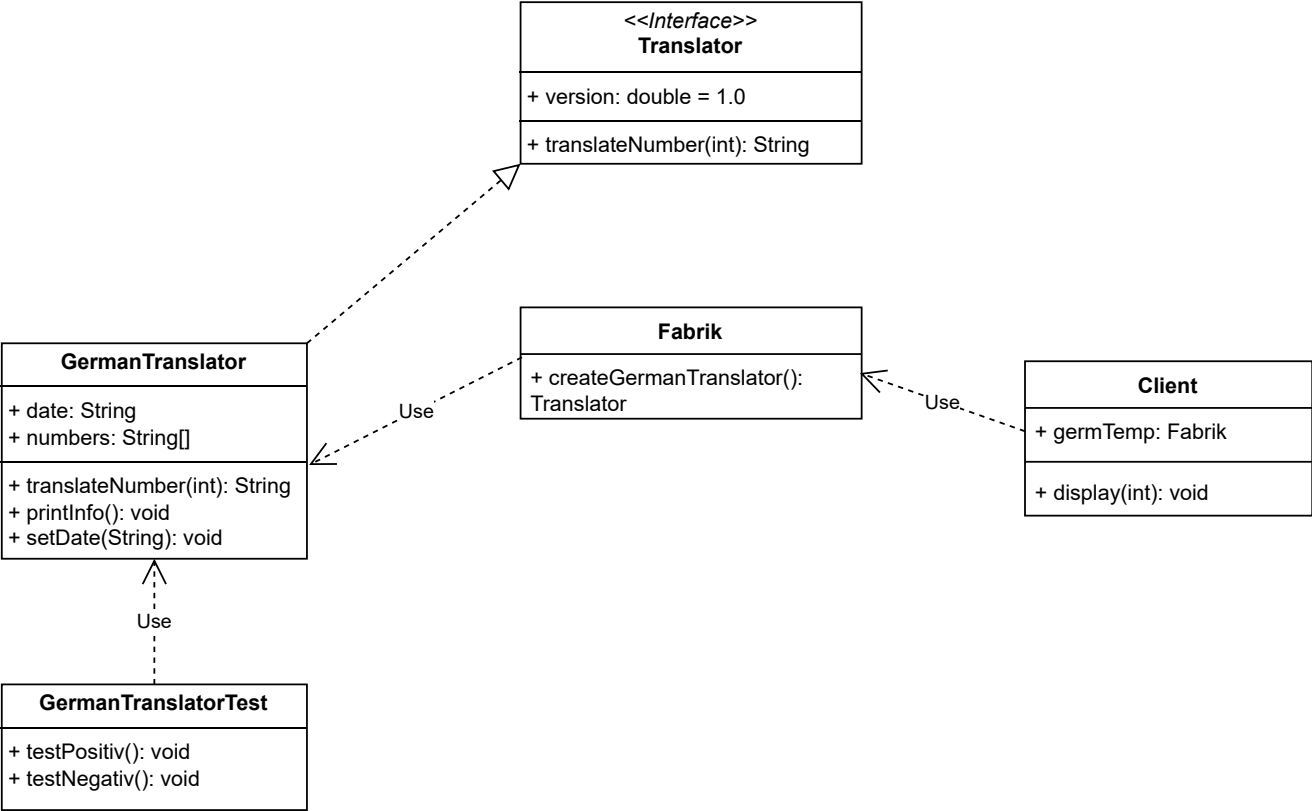 <<Interface>>
Translator
+ version: double = 1.0
+ translateNumber(int): String
GermanTranslator
+ date: String
+ numbers: String[]
+ translateNumber(int): String
+ printInfo(): void
+ setDate(String): void
Use
Fabrik
+ createGermanTranslator():
Translator
Use
Client
+ germTemp: Fabrik
+ display(int): void
Use
GermanTranslatorTest
+ testPositiv(): void
+ testNegativ(): void